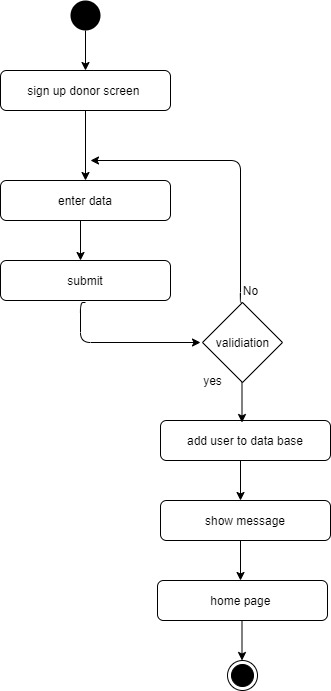 sign up donor screen
enter data
submit
No
validiation
yes
add user to data base
show message
home page